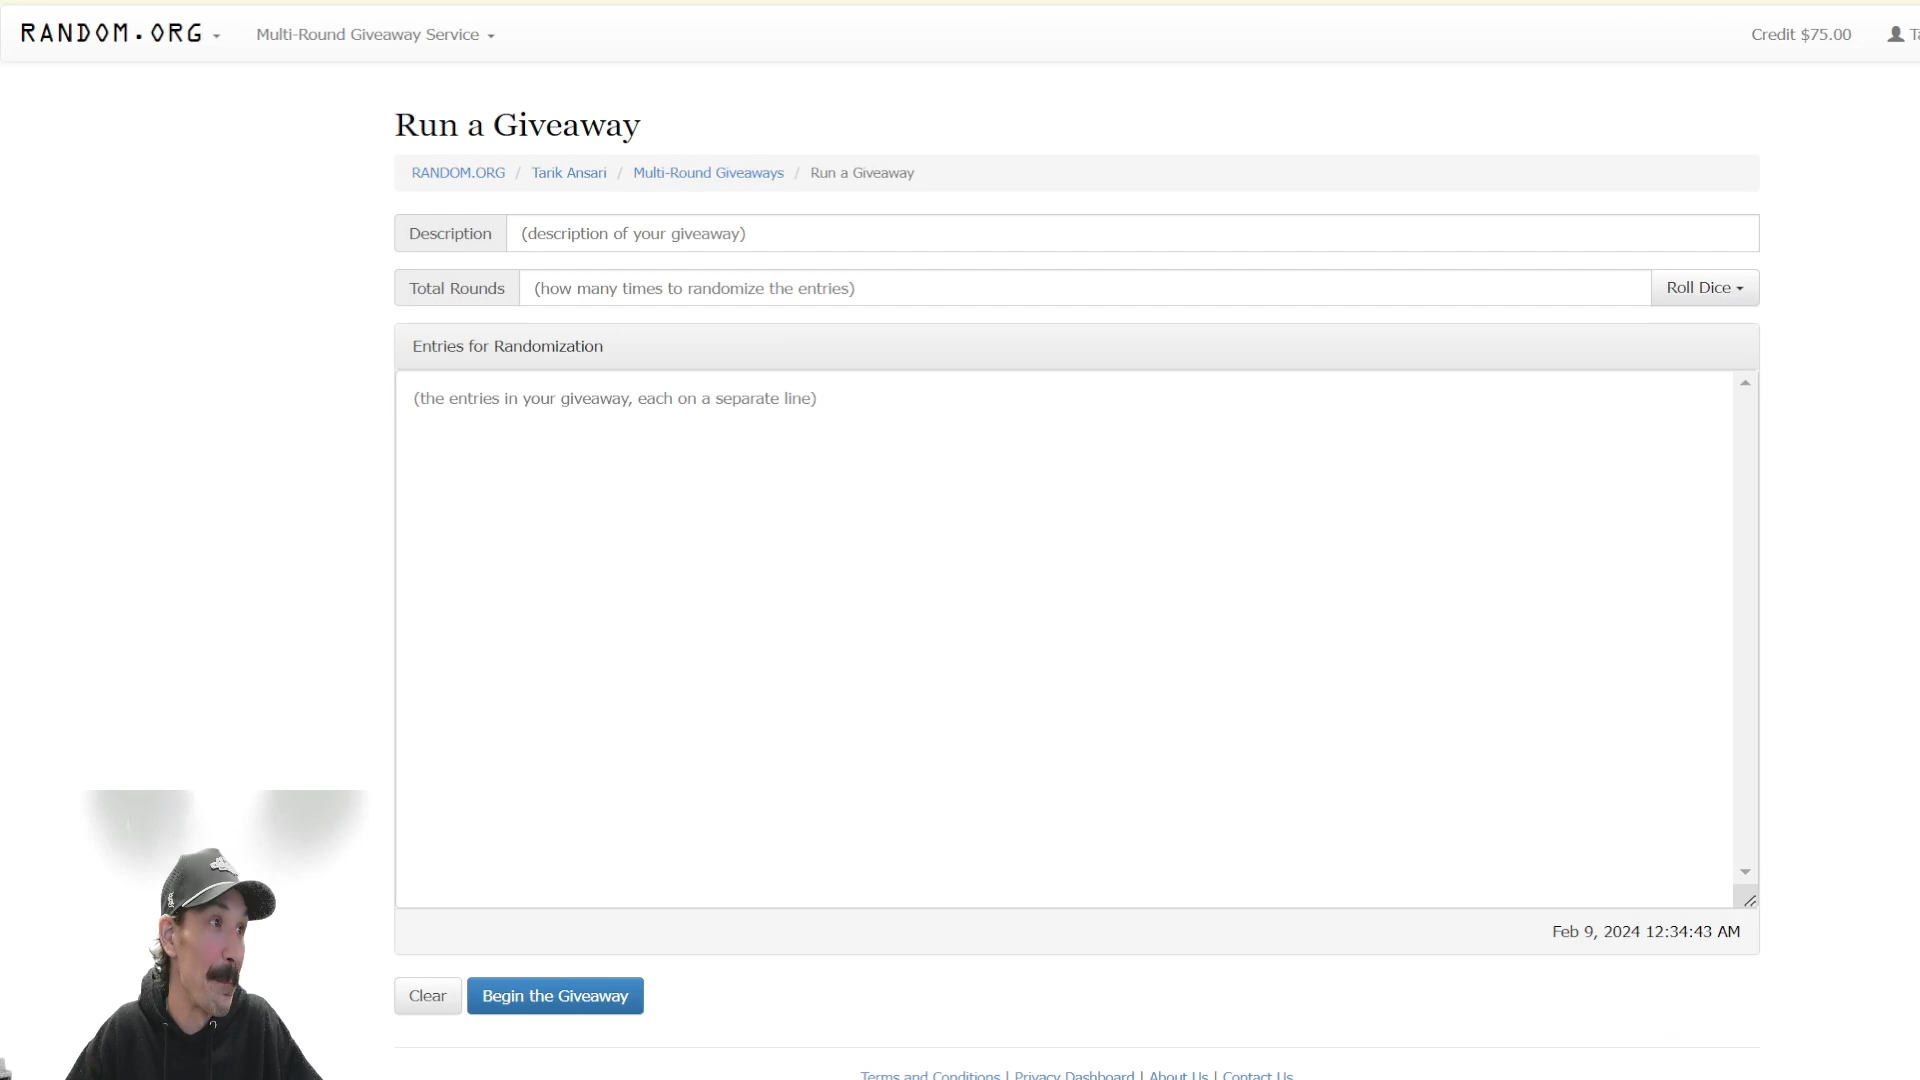 RANDOM.ORG
Multi-Round Giveaway Service
Credit $75.00
Run a Giveaway
RANDOM.ORG / Tarik Ansari / Multi-Round Giveaways / Run a Giveaway
Description
(description of your giveaway)
Total Rounds
(how many times to randomize the entries)
Roll Dice
Entries for Randomization
(the entries in your giveaway, each on a separate line)
Feb 9, 2024 12:34:43 AM
Clear
Begin the Giveaway
Terms and Conditions | Privacy Dashboard | About Us | Contact Us